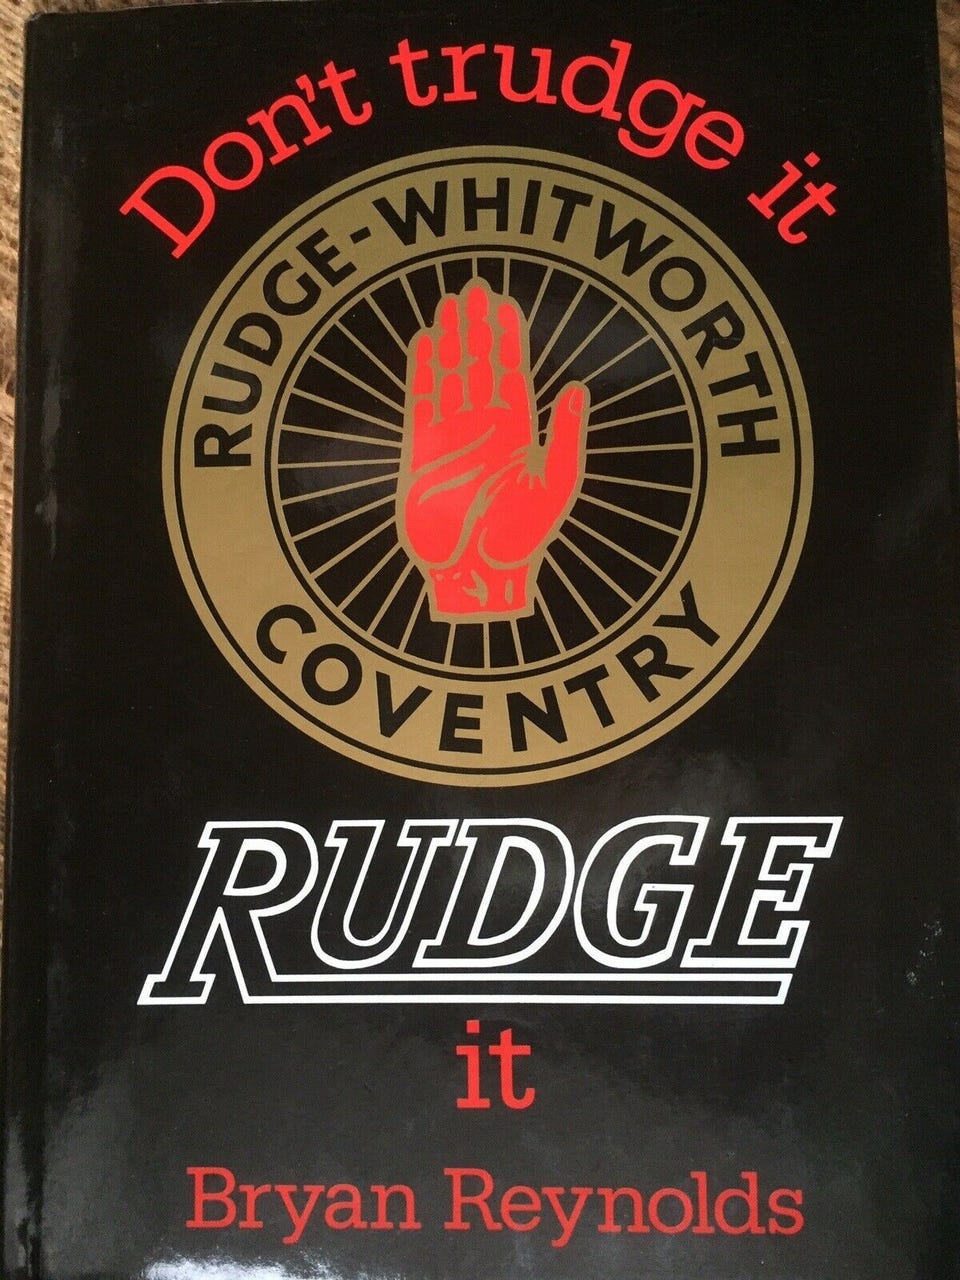 Don't trudge it
RUDGE-WHITWORTH
COVENTRY
RUDGE
it
Bryan Reynolds